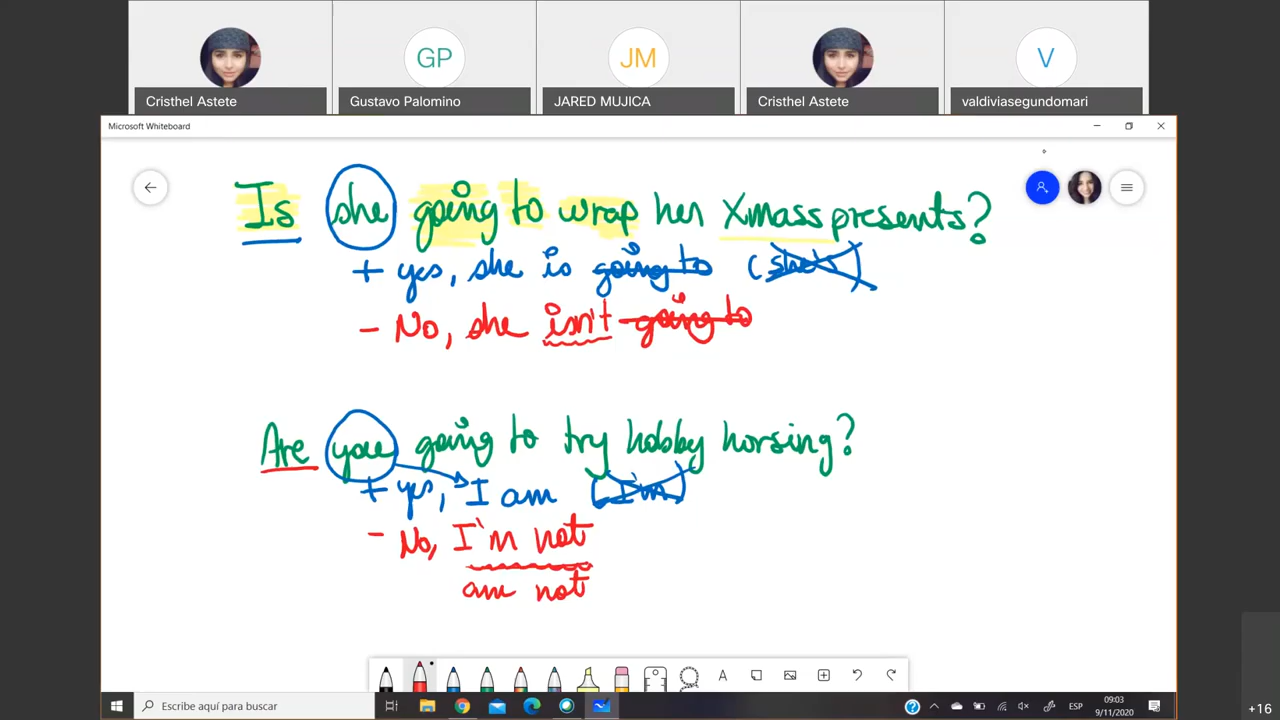 GP
JM
V
Cristhel Astete
Gustavo Palomino
JARED MUJICA
Cristhel Astete
valdiviasegundomari
Microsoft Whiteboard
Is she going to wrap her Xmass presents?
+ yes, she is going to (she's)
- No, she isn't going to
Are you going to try hobby horsing?
+ yes, I am (I'm)
- No, I'm not
am not
A
Escribe aquí para buscar
ESP
09:03
9/11/2020
+16